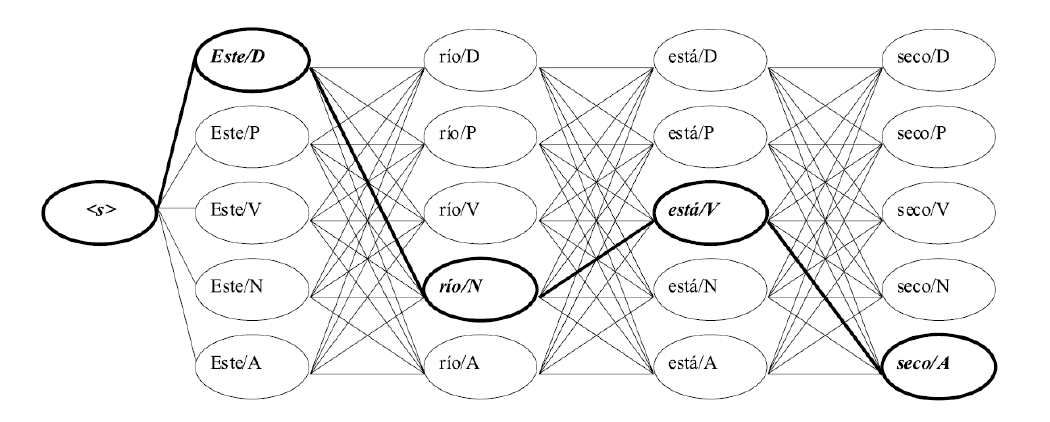 Este/D río/D está/D seco/D
Este/P río/P está/P seco/P
<s> Este/V río/V está/V seco/V
Este/N río/N está/N seco/N
Este/A río/A está/A seco/A